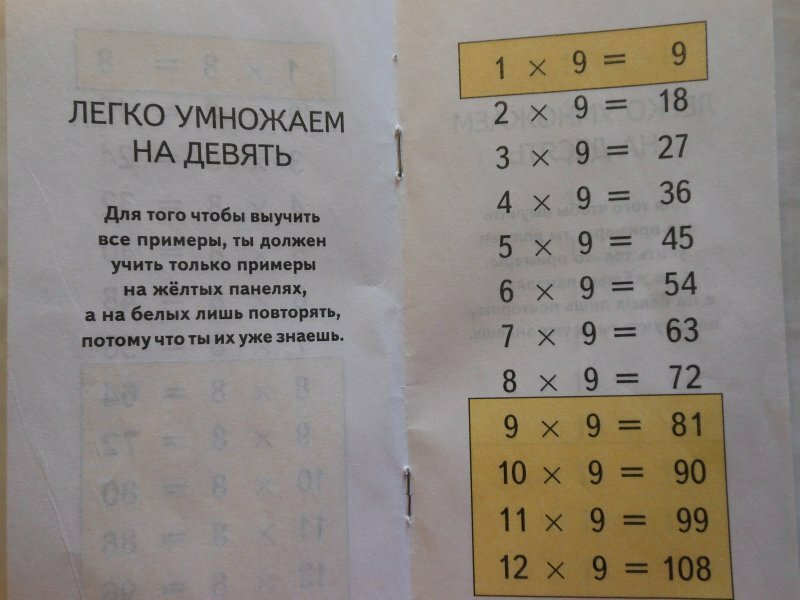 ЛЕГКО УМНОЖАЕМ
НА ДЕВЯТЬ
Для того чтобы выучить
все примеры, ты должен
учить только примеры
на жёлтых панелях,
а на белых лишь повторять,
потому что ты их уже знаешь.
1 × 9 = 9
2 × 9 = 18
3 × 9 = 27
4 × 9 = 36
5 × 9 = 45
6 × 9 = 54
7 × 9 = 63
8 × 9 = 72
9 × 9 = 81
10 × 9 = 90
11 × 9 = 99
12 × 9 = 108